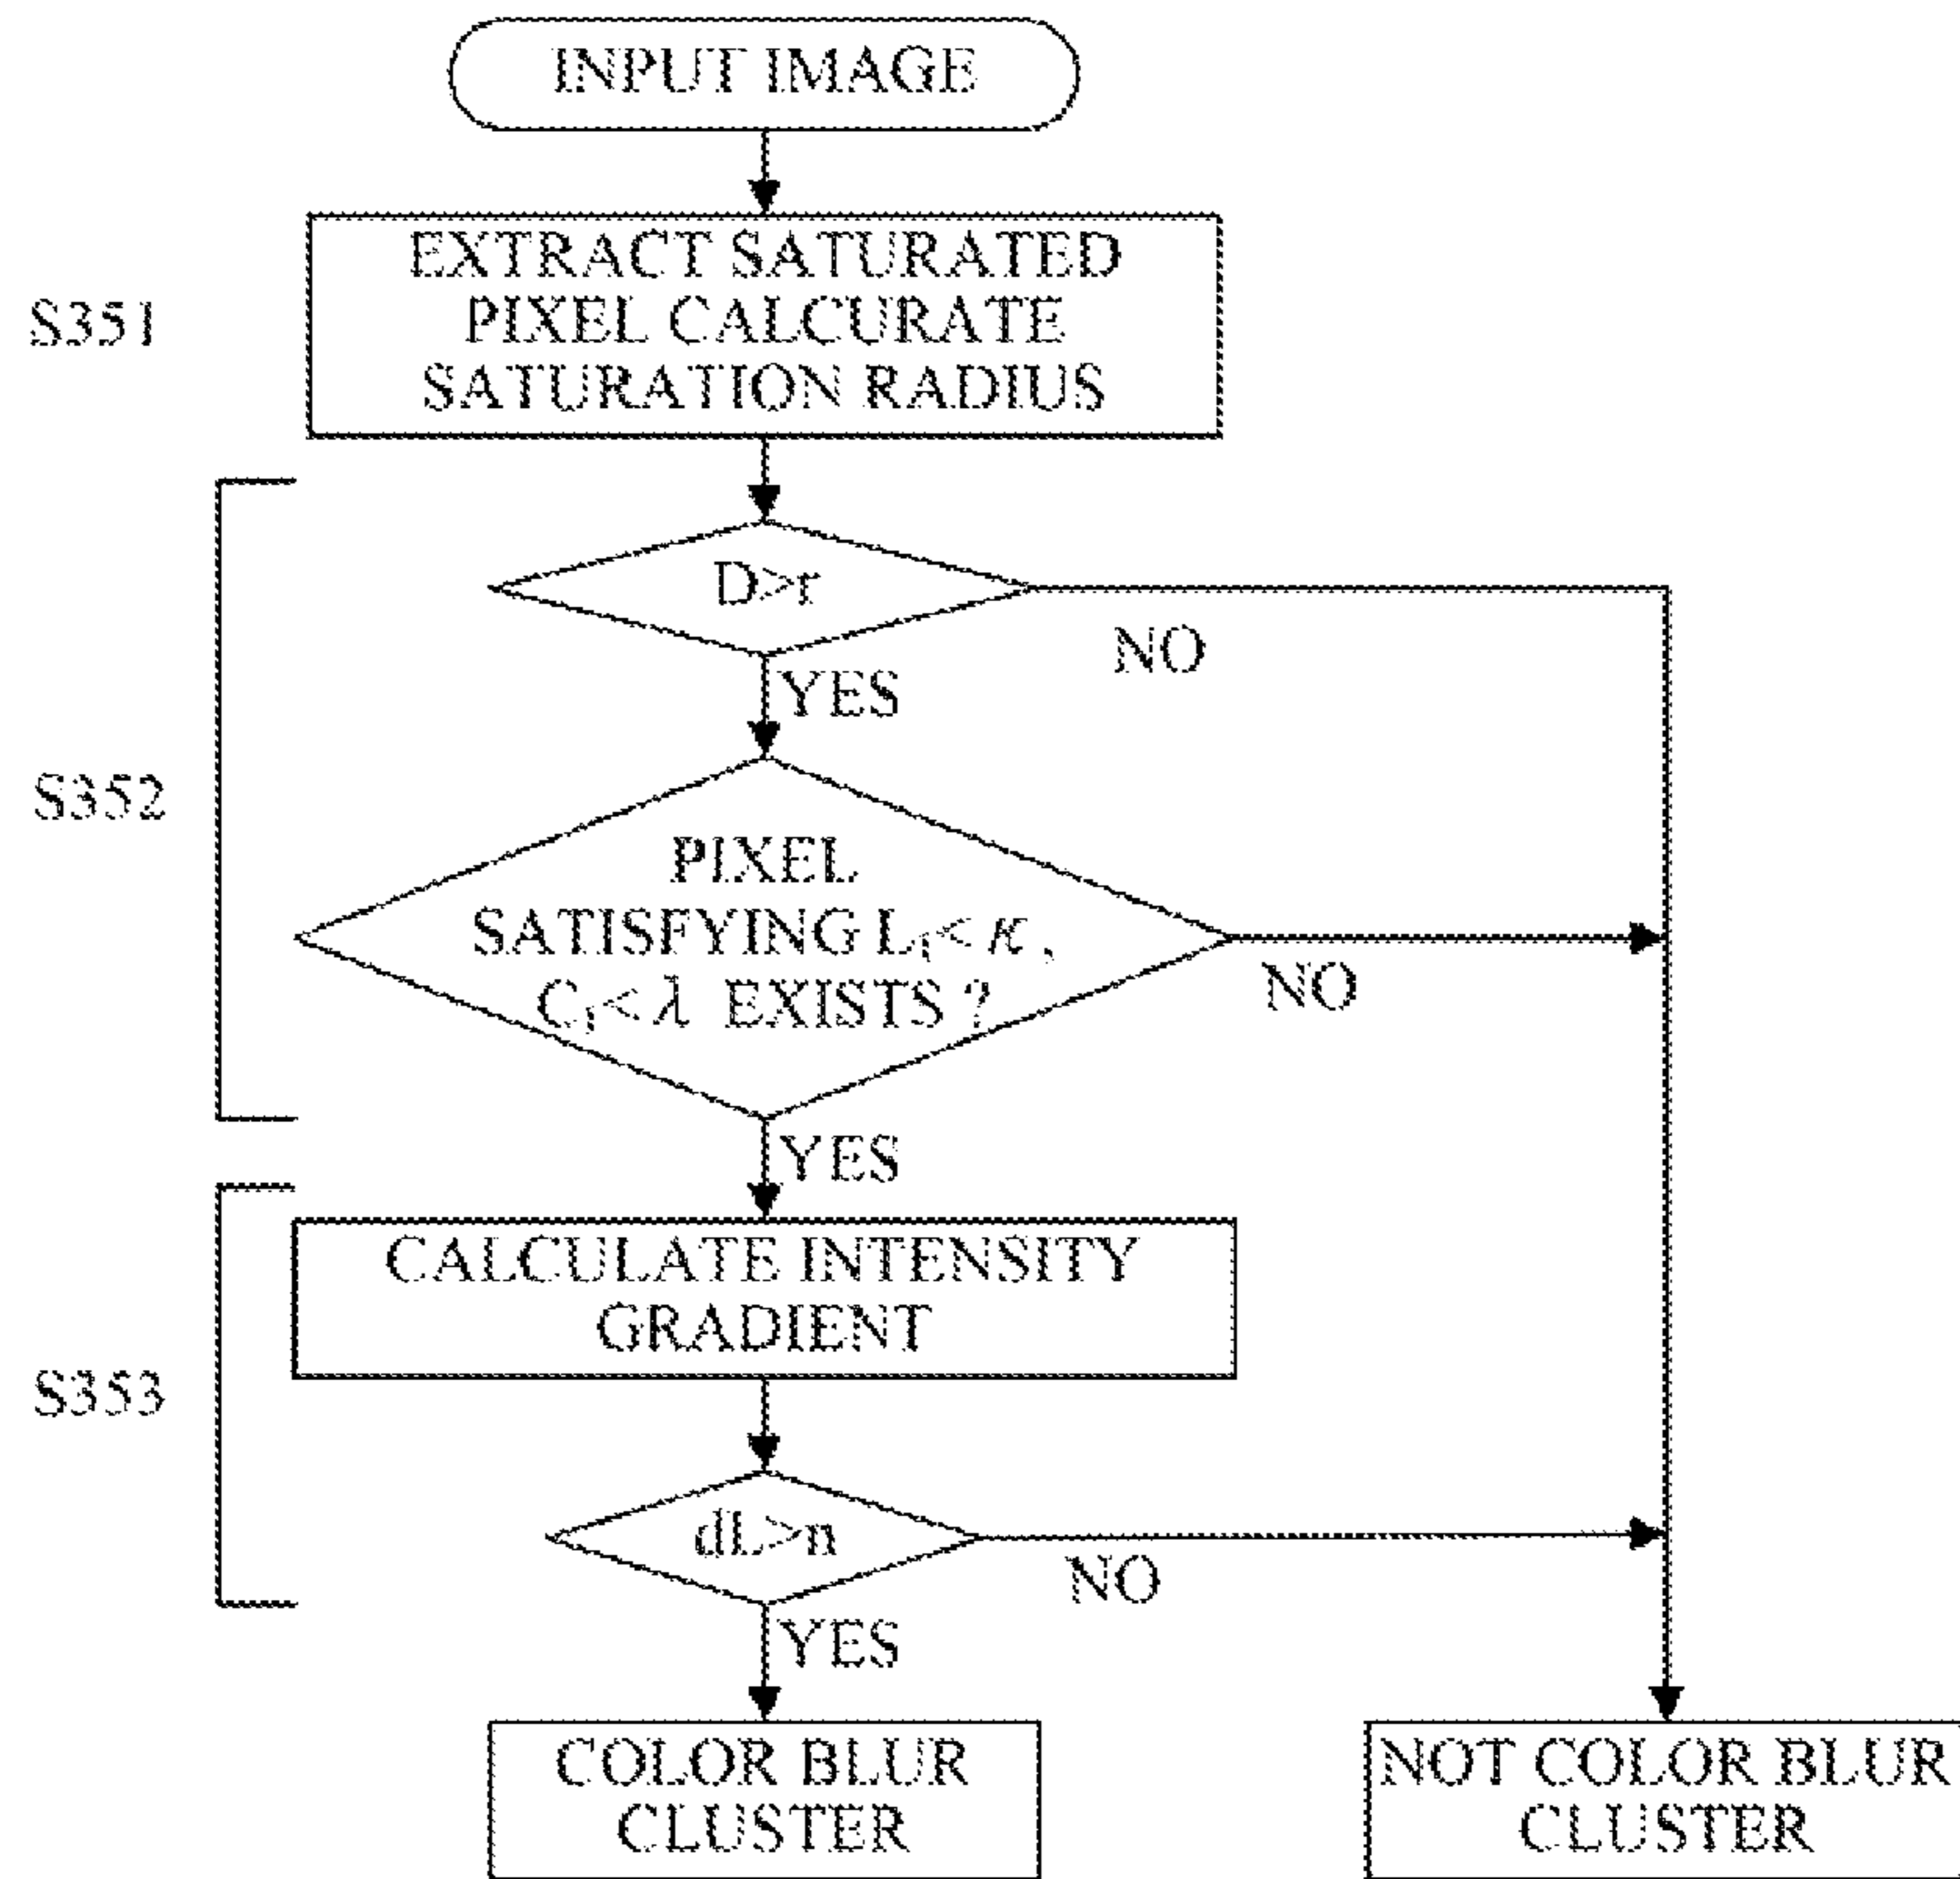 INPUT IMAGE
S351
EXTRACT SATURATED
PIXEL CALCURATE
SATURATION RADIUS
D>r
NO
YES
S352
PIXEL
SATISFYING L₁<κ,
C₁<λ EXISTS ?
NO
YES
CALCULATE INTENSITY
GRADIENT
S353
dL>n
NO
YES
COLOR BLUR
CLUSTER
NOT COLOR BLUR
CLUSTER